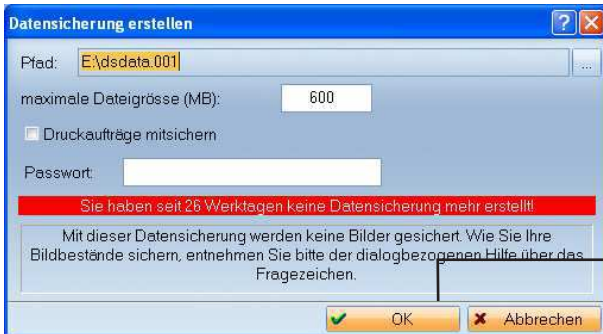 Datensicherung erstellen
Pfad: E:\dsdata.001 ...
maximale Dateigrösse (MB): 600
Druckaufträge mitsichern
Passwort:
Sie haben seit 26 Werktagen keine Datensicherung mehr erstellt!
Mit dieser Datensicherung werden keine Bilder gesichert. Wie Sie Ihre
Bildbestände sichern, entnehmen Sie bitte der dialogbezogenen Hilfe über das
Fragezeichen.
OK Abbrechen